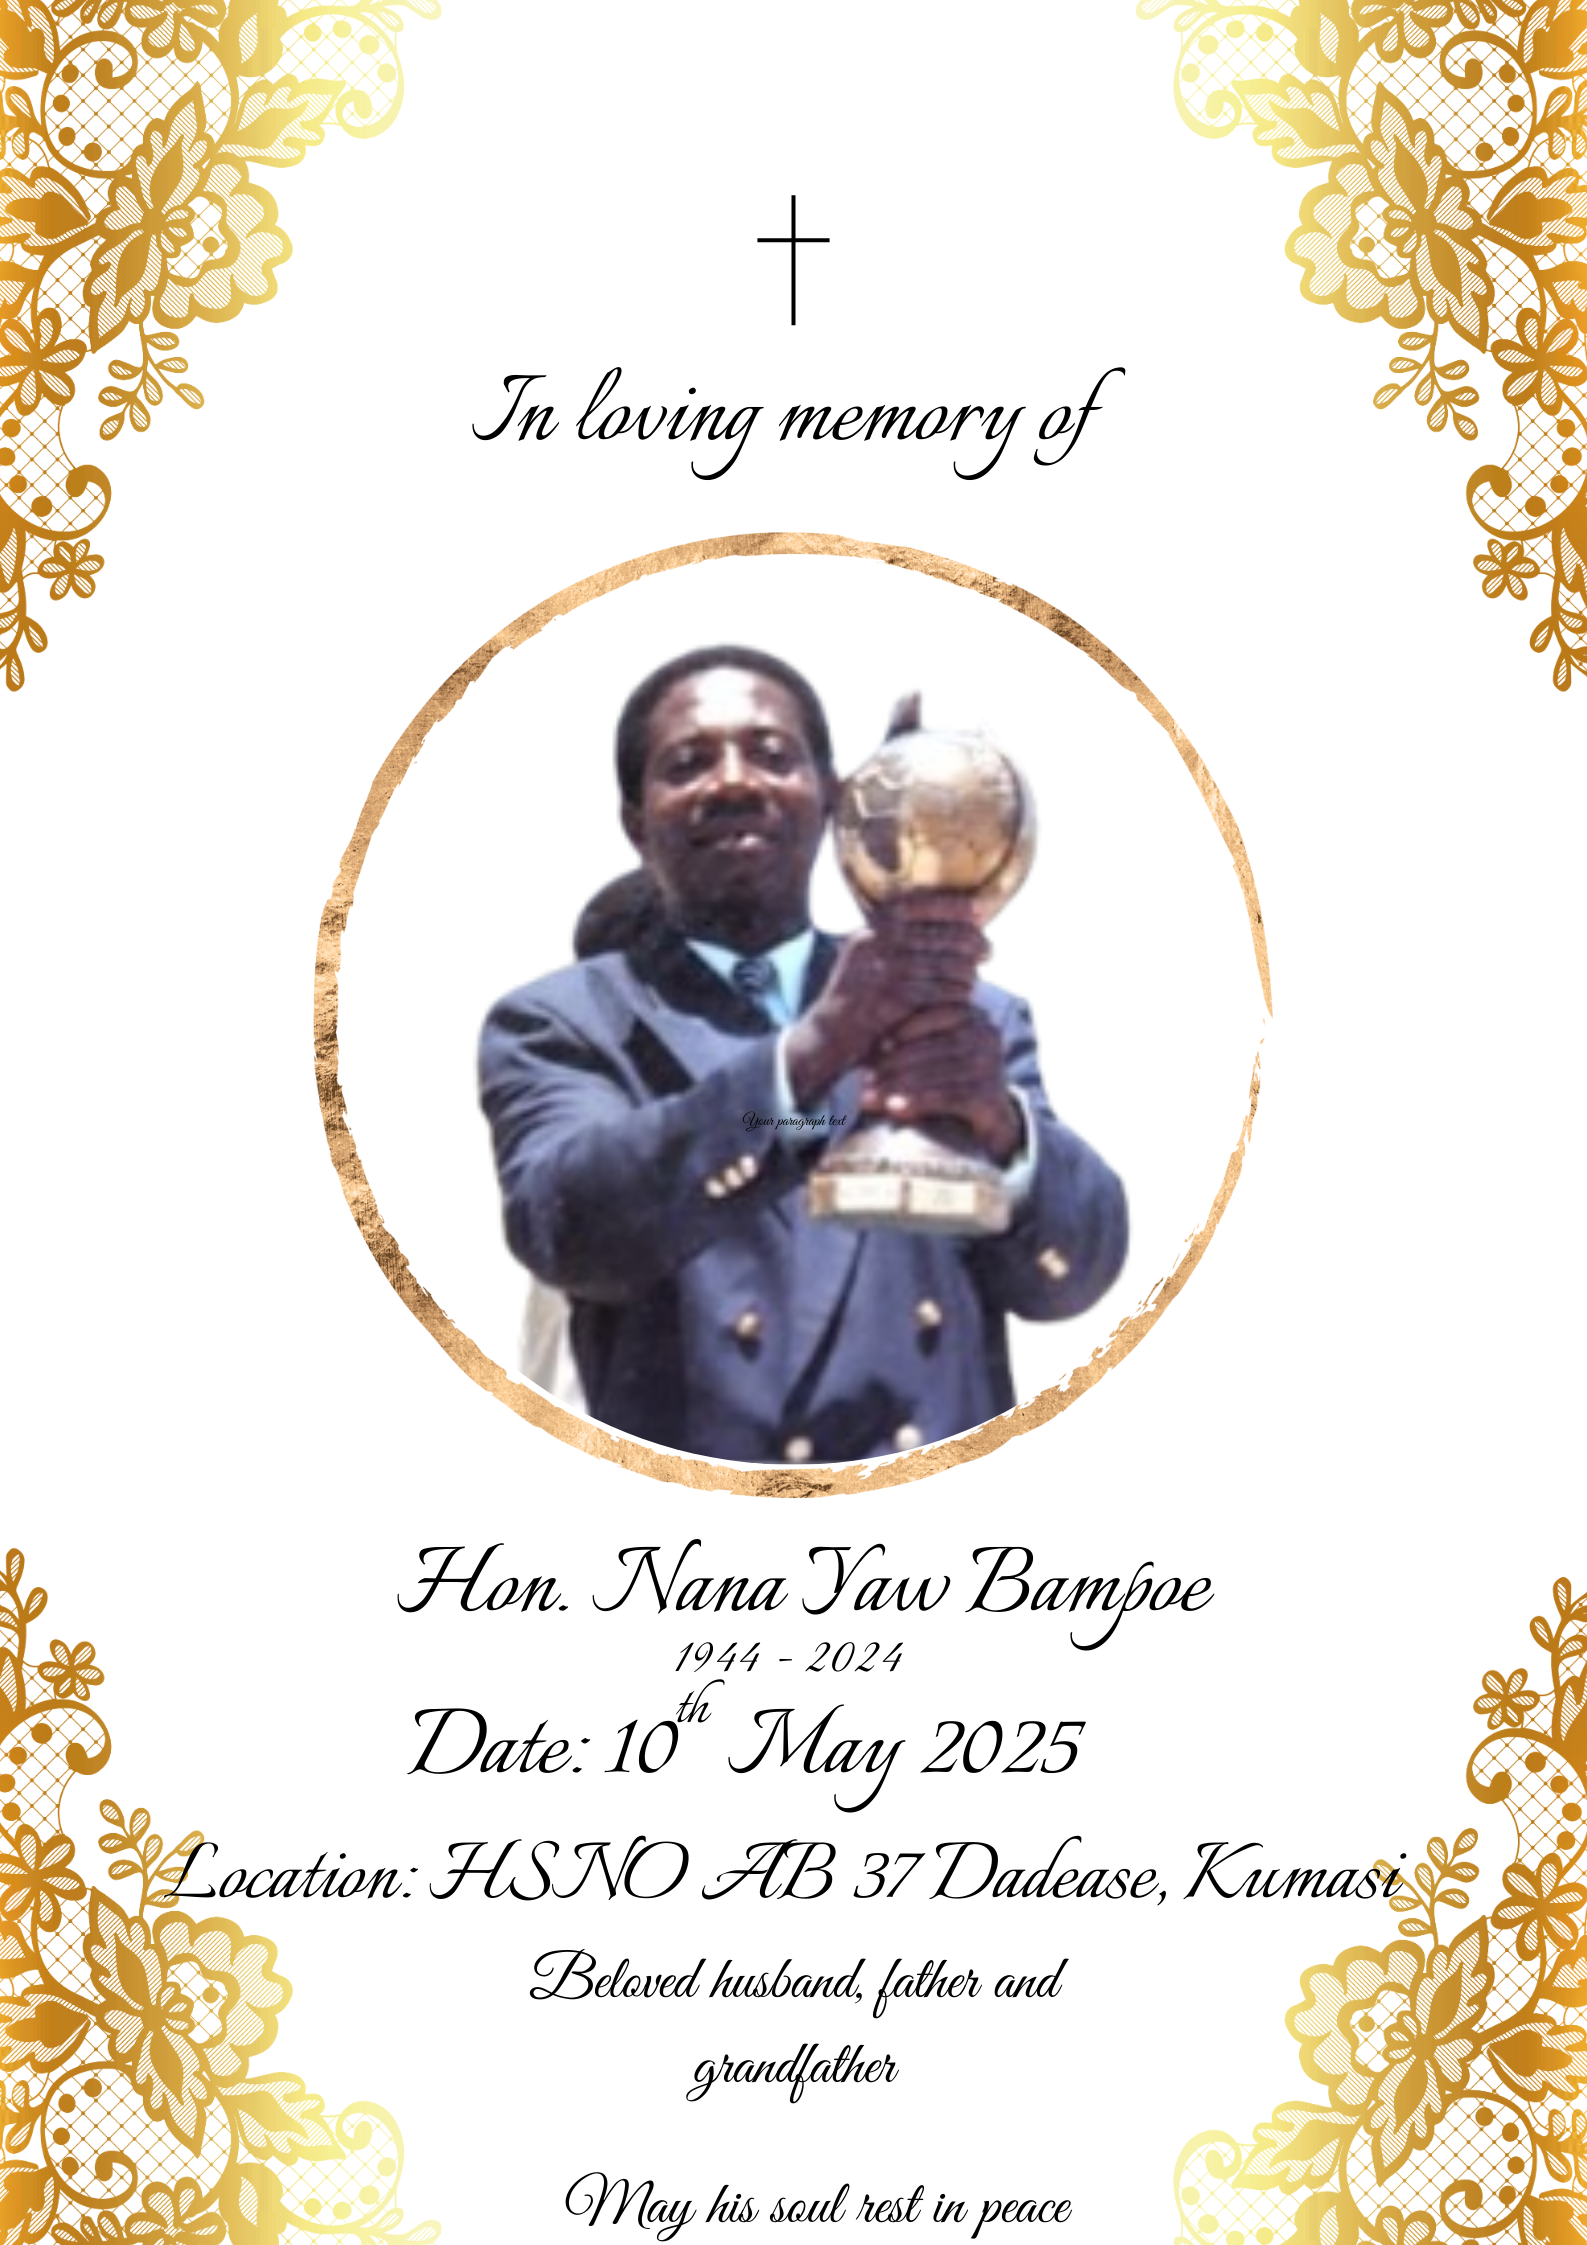 In loving memory of
Your paragraph text
Hon. Nana Yaw Bampoe
1944 - 2024
Date: 10th May 2025
Location: HSNO AB 37 Dadease, Kumasi
Beloved husband, father and
grandfather
May his soul rest in peace